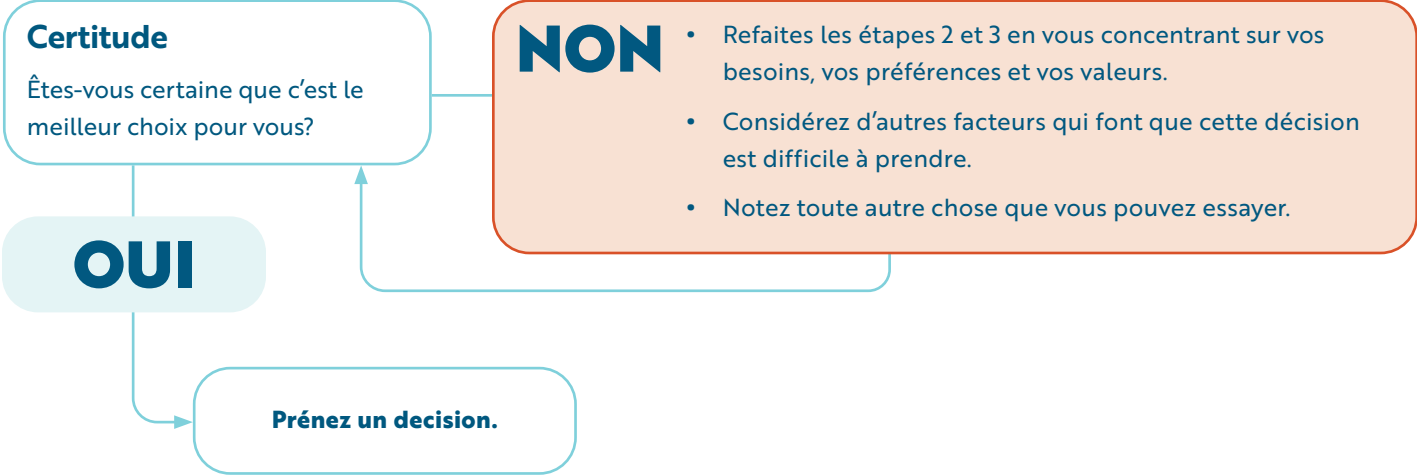 Certitude
Êtes-vous certaine que c’est le
meilleur choix pour vous?
NON
• Refaites les étapes 2 et 3 en vous concentrant sur vos
besoins, vos préférences et vos valeurs.
• Considérez d’autres facteurs qui font que cette décision
est difficile à prendre.
• Notez toute autre chose que vous pouvez essayer.
OUI
Prénez un decision.